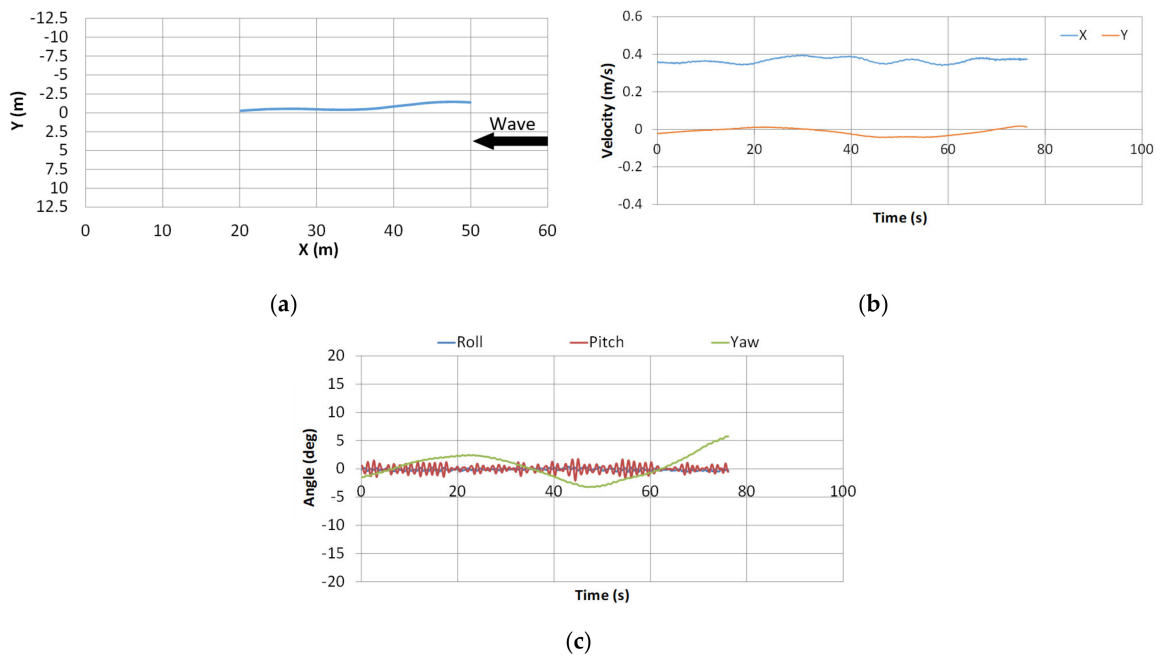 -12.5
-10
-7.5
-5
-2.5
0
2.5
5
7.5
10
12.5
Y (m)
Wave
0 10 20 30 40 50 60
X (m)
(a)
0.6
0.4
0.2
0
-0.2
-0.4
Velocity (m/s)
X Y
0 20 40 60 80 100
Time (s)
(b)
Roll Pitch Yaw
20
15
10
5
0
-5
-10
-15
-20
Angle (deg)
0 20 40 60 80 100
Time (s)
(c)